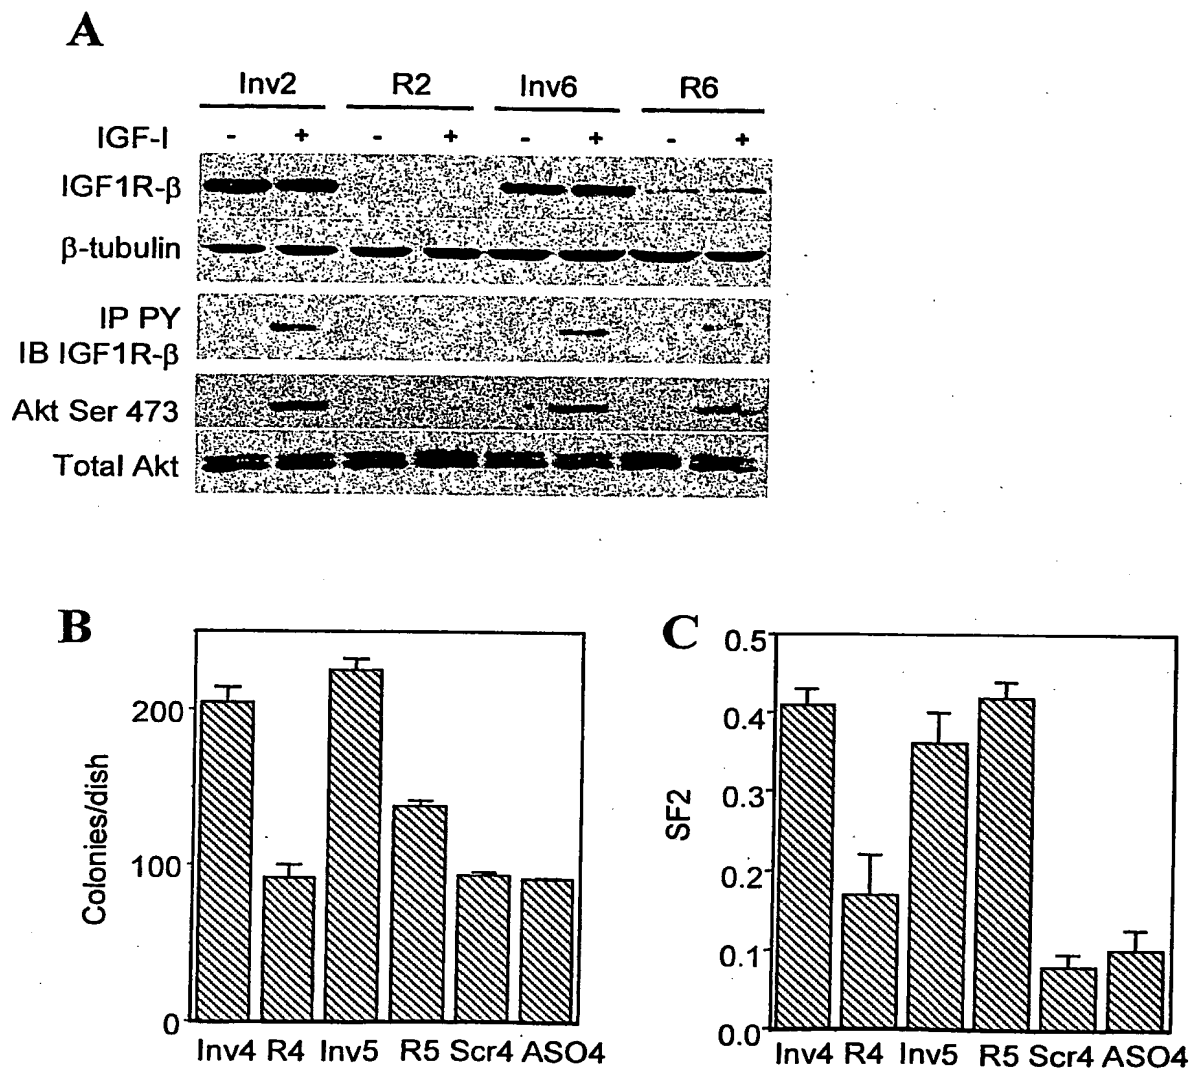 A
Inv2 R2 Inv6 R6
IGF-I - + - + - + - +
IGF1R-β
β-tubulin
IP PY
IB IGF1R-β
Akt Ser 473
Total Akt
B
Colonies/dish
200
100
0
Inv4 R4 Inv5 R5 Scr4 ASO4
C
SF2
0.5
0.4
0.3
0.2
0.1
0.0
Inv4 R4 Inv5 R5 Scr4 ASO4